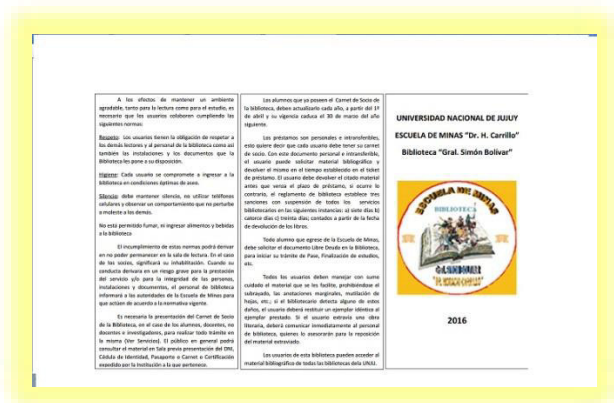 A los efectos de mantener un ambiente
agradable, tanto para la lectura como para el estudio, es
necesario que los usuarios colaboren cumpliendo las
siguientes normas:
Respeto: Los usuarios tienen la obligación de respetar a
los demás lectores y al personal de la biblioteca como así
también las instalaciones y los documentos que la
Biblioteca les pone a su disposición.
Higiene: Cada usuario se compromete a ingresar a la
biblioteca en condiciones óptimas de aseo.
Silencio: debe mantener silencio, no utilizar teléfonos
celulares y observar un comportamiento que no perturbe
o moleste a los demás.
No está permitido fumar, ni ingresar alimentos y bebidas
a la biblioteca
El incumplimiento de estas normas podrá derivar
en no poder permanecer en la sala de lectura. En el caso
de los socios, significará su inhabilitación. Cuando su
conducta derivara en un riesgo grave para la prestación
del servicio y/o para la integridad de las personas,
instalaciones y documentos, el personal de biblioteca
informará a las autoridades de la Escuela de Minas para
que actúen de acuerdo a la normativa vigente.
Es necesaria la presentación del Carnet de Socio
de la Biblioteca, en el caso de los alumnos, docentes, no
docentes e investigadores, para realizar todo trámite en
la misma (Ver Servicios). El público en general podrá
consultar el material en Sala previa presentación del DNI,
Cédula de Identidad, Pasaporte o Carnet o Certificación
expedido por la Institución a la que pertenece.
Los alumnos que ya poseen el Carnet de Socio de
la biblioteca, deben actualizarlo cada año, a partir del 1º
de abril y su vigencia caduca el 30 de marzo del año
siguiente.
Los préstamos son personales e intransferibles,
esto quiere decir que cada usuario debe tener su carnet
de socio. Con este documento personal e intransferible,
el usuario puede solicitar material bibliográfico y
devolver el mismo en el tiempo establecido en el ticket
de préstamo. El usuario debe devolver el citado material
antes que venza el plazo de préstamo, si ocurre lo
contrario, el reglamento de biblioteca establece tres
sanciones con suspensión de todos los servicios
bibliotecarios en las siguientes instancias: a) siete días b)
catorce días c) treinta días; contados a partir de la fecha
de devolución de los libros.
Todo alumno que egrese de la Escuela de Minas,
debe solicitar el documento Libre Deuda en la Biblioteca,
para iniciar su trámite de Pase, Finalización de estudios,
etc.
Todos los usuarios deben manejar con sumo
cuidado el material que se les facilite, prohibiéndose el
subrayado, las anotaciones marginales, mutilación de
hojas, etc.; si el bibliotecario detecta alguno de estos
daños, el usuario deberá restituir un ejemplar idéntico al
ejemplar prestado. Si el usuario extravía una obra
literaria, deberá comunicar inmediatamente al personal
de biblioteca, quienes lo asesorarán para la reposición
del material extraviado.
Los usuarios de esta biblioteca pueden acceder al
material bibliográfico de todas las bibliotecas dela UNJU.
UNIVERSIDAD NACIONAL DE JUJUY
ESCUELA DE MINAS "Dr. H. Carrillo"
Biblioteca "Gral. Simón Bolívar"
ESCUELA DE MINAS
BIBLIOTECA
2016